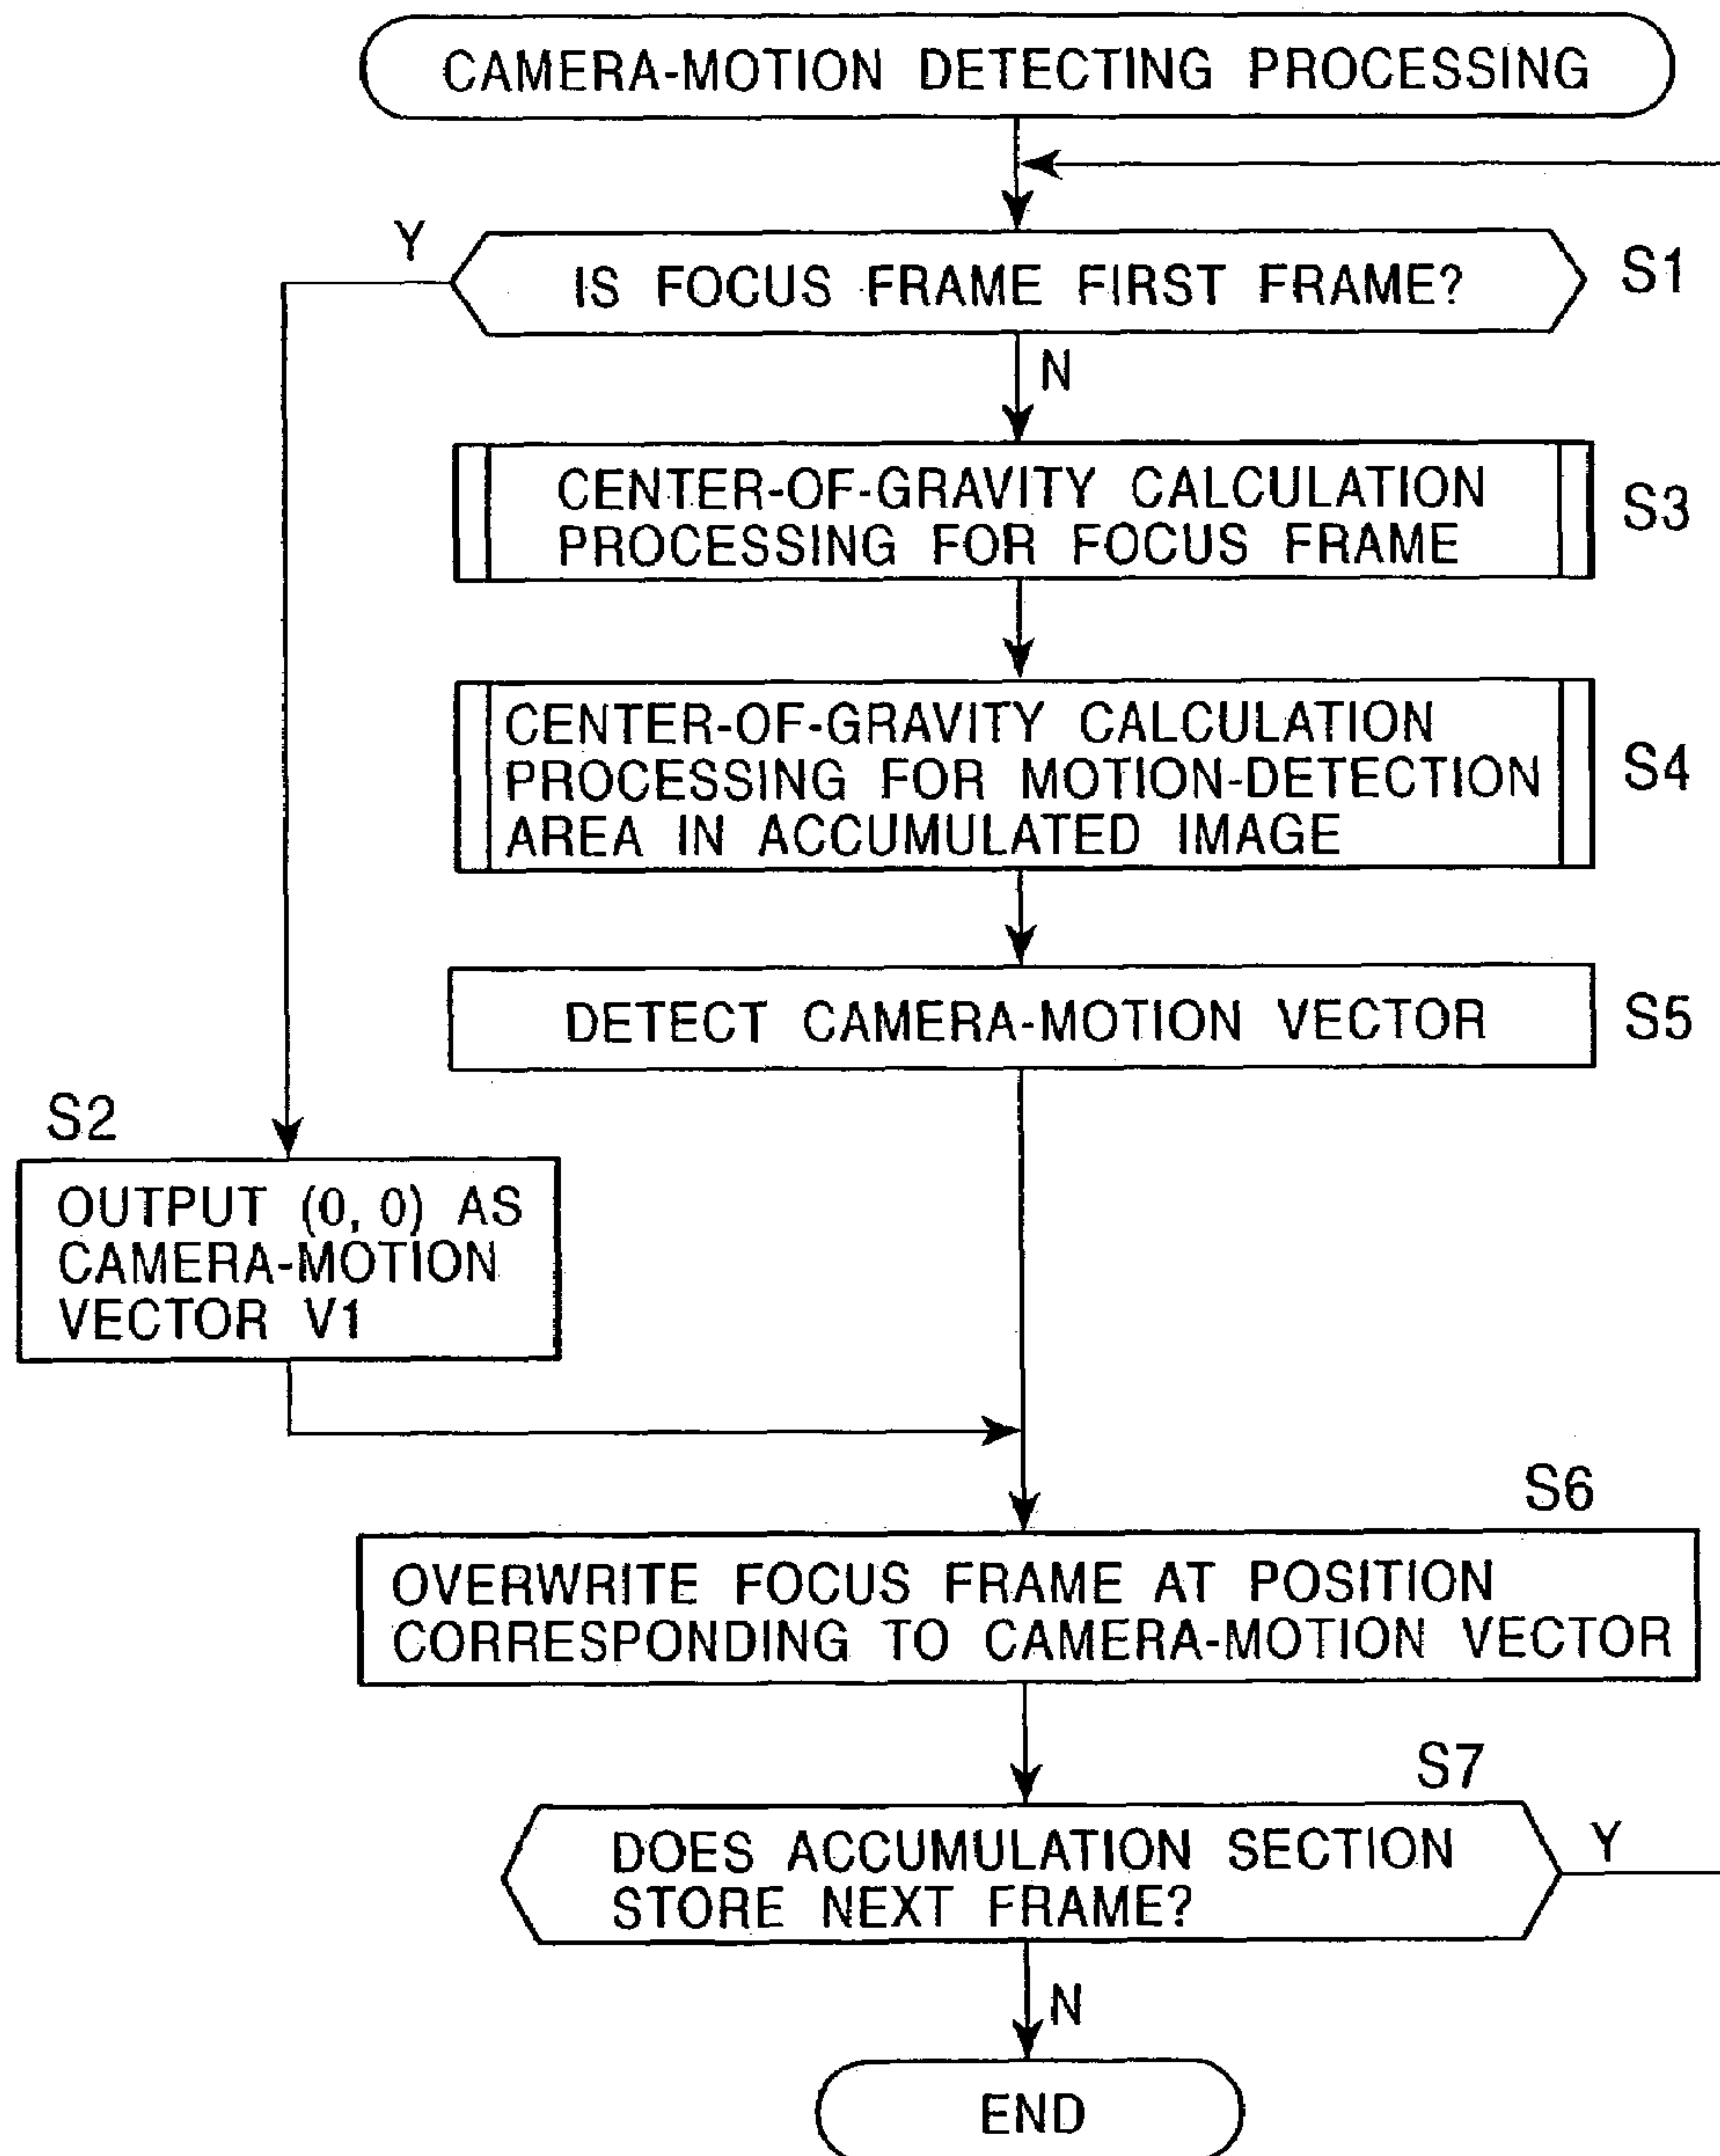 CAMERA-MOTION DETECTING PROCESSING
Y
IS FOCUS FRAME FIRST FRAME?
S1
N
CENTER-OF-GRAVITY CALCULATION
PROCESSING FOR FOCUS FRAME
S3
CENTER-OF-GRAVITY CALCULATION
PROCESSING FOR MOTION-DETECTION
AREA IN ACCUMULATED IMAGE
S4
DETECT CAMERA-MOTION VECTOR
S5
S2
OUTPUT (0, 0) AS
CAMERA-MOTION
VECTOR V1
S6
OVERWRITE FOCUS FRAME AT POSITION
CORRESPONDING TO CAMERA-MOTION VECTOR
S7
DOES ACCUMULATION SECTION
STORE NEXT FRAME?
Y
N
END